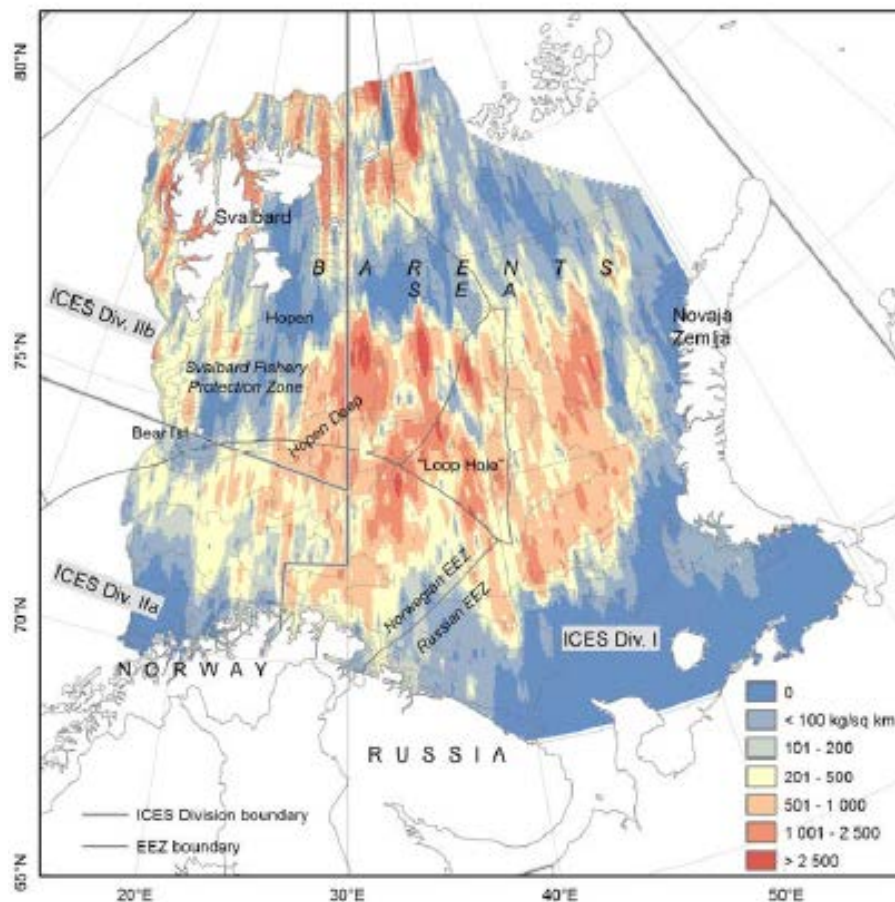 80°N
75°N
70°N
65°N
Svalbard
B A R E N T S
S E A
ICES Div. IIb
Hopen
Novaja
Zemlja
Svalbard Fishery
Protection Zone
Bear Isl
Hopen Deep
"Loop Hole"
ICES Div. IIa
Norwegian EEZ
Russian EEZ
ICES Div. I
N O R W A Y
R U S S I A
0
< 100 kg/sq km
101 - 200
201 - 500
501 - 1 000
1 001 - 2 500
> 2 500
ICES Division boundary
EEZ boundary
20°E
30°E
40°E
50°E